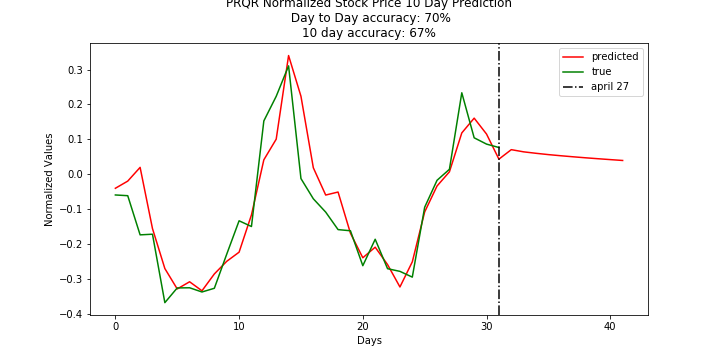 PRQR Normalized Stock Price 10 Day Prediction
Day to Day accuracy: 70%
10 day accuracy: 67%
predicted
true
april 27
0.3
0.2
0.1
0.0
−0.1
−0.2
−0.3
−0.4
Normalized Values
0
10
20
30
40
Days